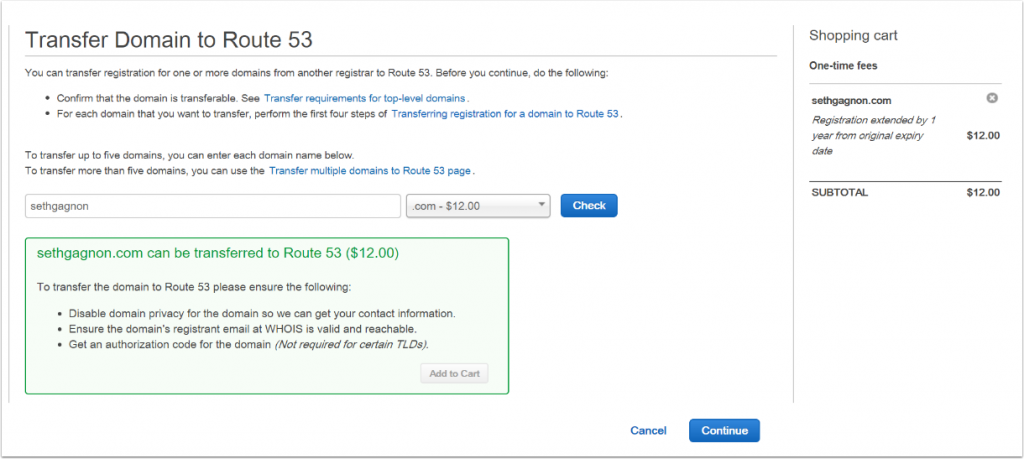 Transfer Domain to Route 53
You can transfer registration for one or more domains from another registrar to Route 53. Before you continue, do the following:
Confirm that the domain is transferable. See Transfer requirements for top-level domains.
For each domain that you want to transfer, perform the first four steps of Transferring registration for a domain to Route 53.
To transfer up to five domains, you can enter each domain name below.
To transfer more than five domains, you can use the Transfer multiple domains to Route 53 page.
sethgagnon
.com - $12.00
Check
sethgagnon.com can be transferred to Route 53 ($12.00)
To transfer the domain to Route 53 please ensure the following:
Disable domain privacy for the domain so we can get your contact information.
Ensure the domain's registrant email at WHOIS is valid and reachable.
Get an authorization code for the domain (Not required for certain TLDs).
Add to Cart
Cancel
Continue
Shopping cart
One-time fees
sethgagnon.com
Registration extended by 1
year from original expiry
date
$12.00
SUBTOTAL
$12.00